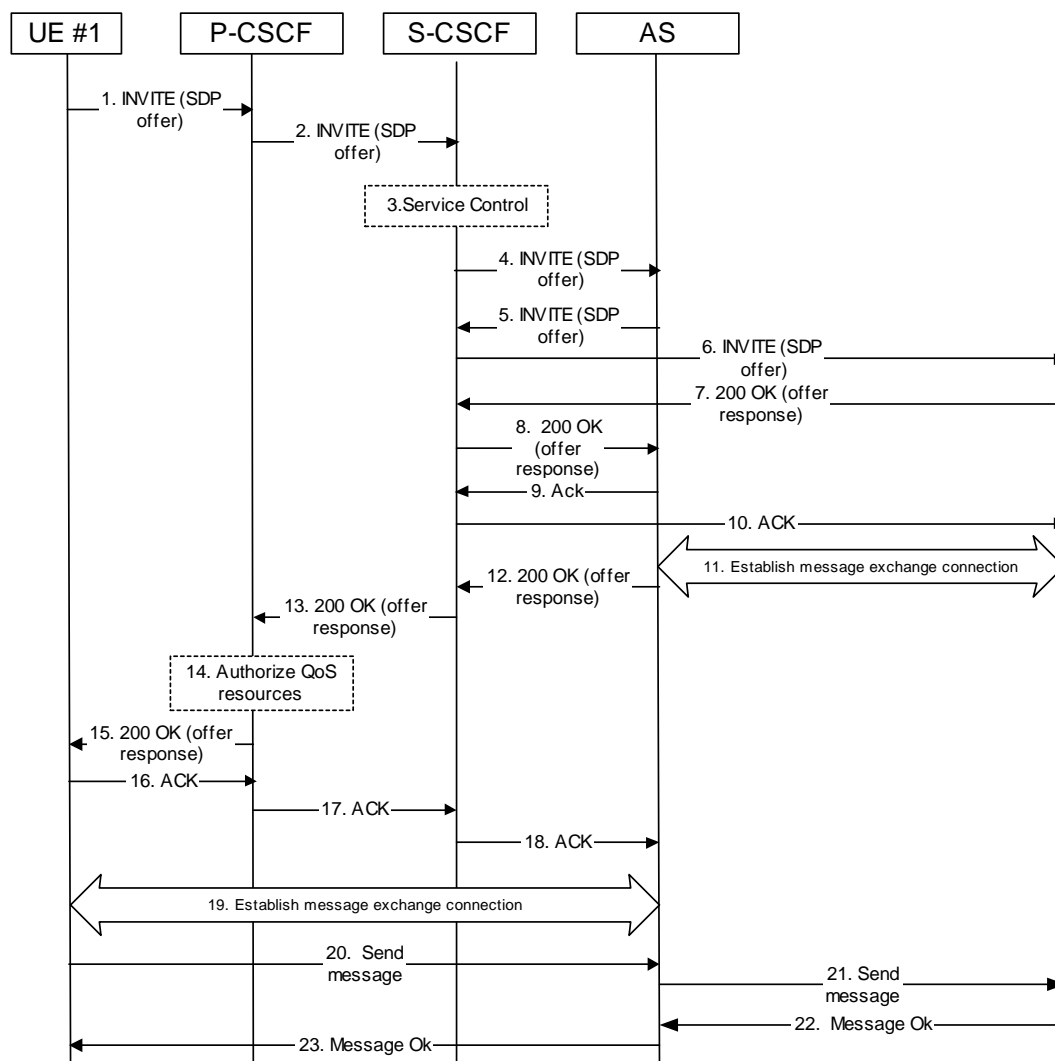 UE #1
P-CSCF
S-CSCF
AS
1. INVITE (SDP
offer)
2. INVITE (SDP
offer)
3.Service Control
4. INVITE (SDP
offer)
5. INVITE (SDP
offer)
6. INVITE (SDP
offer)
7. 200 OK (offer
response)
8. 200 OK
(offer
response)
9. Ack
10. ACK
11. Establish message exchange connection
12. 200 OK (offer
response)
13. 200 OK (offer
response)
14. Authorize QoS
resources
15. 200 OK (offer
response)
16. ACK
17. ACK
18. ACK
19. Establish message exchange connection
20. Send
message
21. Send
message
22. Message Ok
23. Message Ok